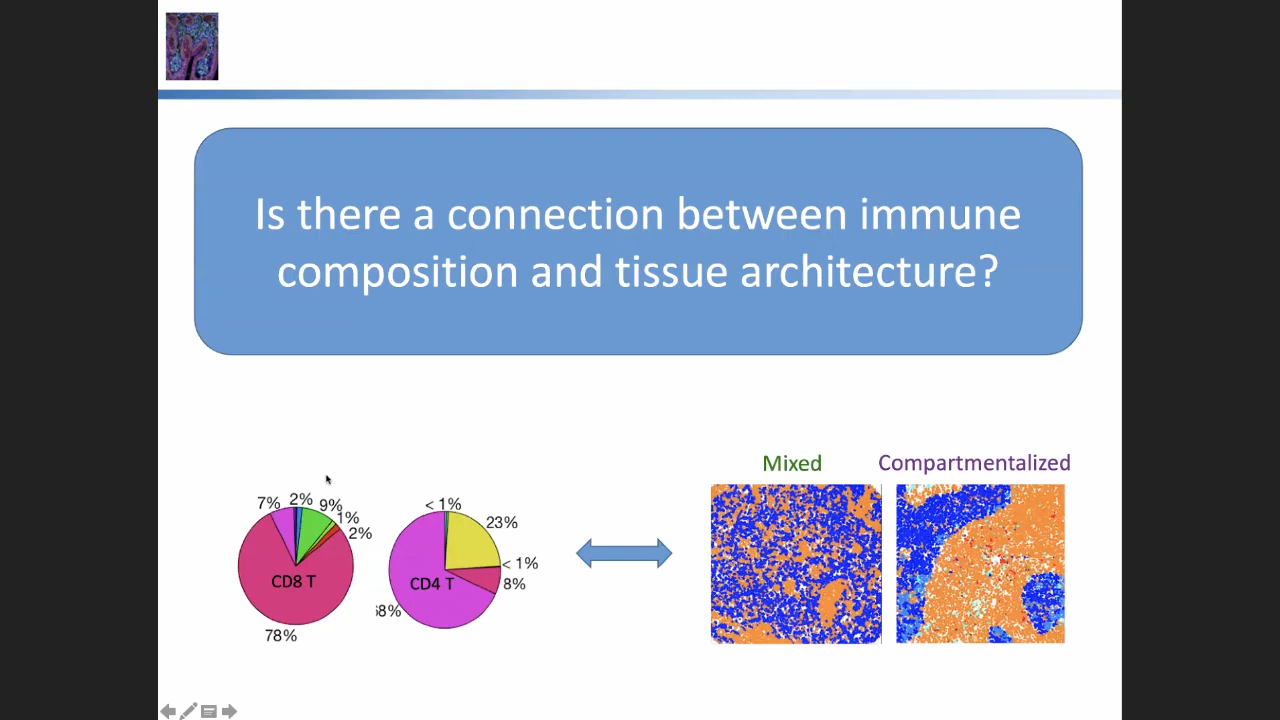 Is there a connection between immune
composition and tissue architecture?
Mixed
Compartmentalized
7%
2%
9%
1%
2%
CD8 T
78%
< 1%
23%
< 1%
8%
CD4 T